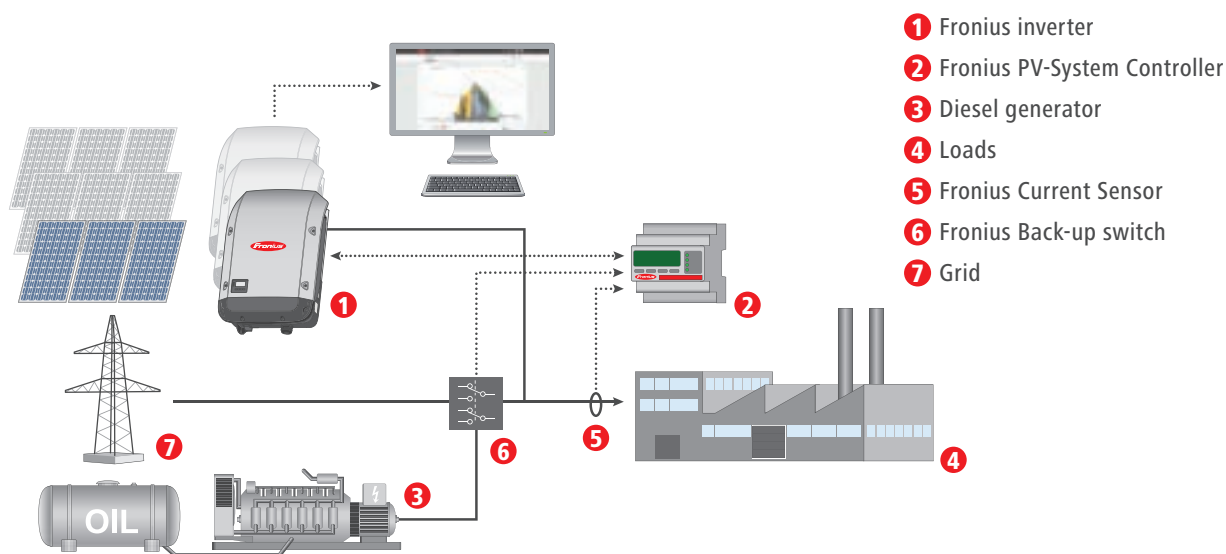 1 Fronius inverter
2 Fronius PV-System Controller
3 Diesel generator
4 Loads
5 Fronius Current Sensor
6 Fronius Back-up switch
7 Grid
Fronius
1
Fronius
2
7
6
5
4
OIL
3